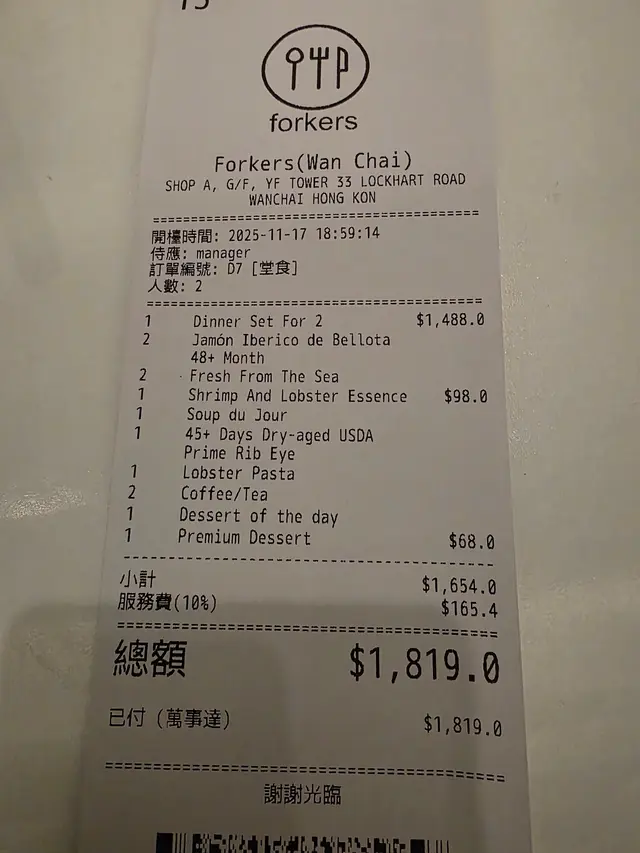 forkers
Forkers(Wan Chai)
SHOP A, G/F, YF TOWER 33 LOCKHART ROAD
WANCHAI HONG KON
開檯時間: 2025-11-17 18:59:14
侍應: manager
訂單編號: D7 [堂食]
人數: 2
1 Dinner Set For 2 $1,488.0
2 Jamón Iberico de Bellota
48+ Month
2 Fresh From The Sea
1 Shrimp And Lobster Essence $98.0
1 Soup du Jour
1 45+ Days Dry-aged USDA
Prime Rib Eye
1 Lobster Pasta
2 Coffee/Tea
1 Dessert of the day
1 Premium Dessert $68.0
小計 $1,654.0
服務費(10%) $165.4
總額 $1,819.0
已付 (萬事達) $1,819.0
謝謝光臨